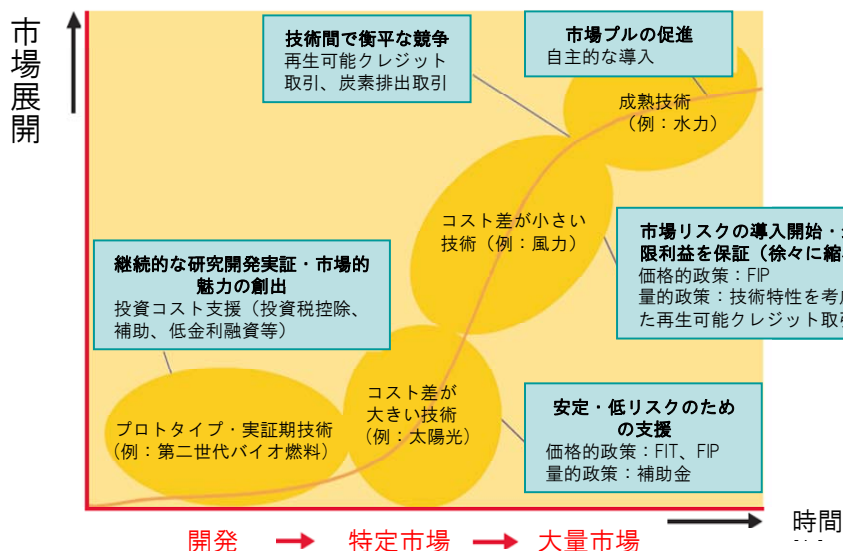 市場展開
技術間で衡平な競争
再生可能クレジット
取引、炭素排出取引
市場プルの促進
自主的な導入
成熟技術
(例:水力)
コスト差が小さい
技術(例:風力)
市場リスクの導入開始・
限利益を保証(徐々に縮
価格的政策:FIP
量的政策:技術特性を考
た再生可能クレジット取引
継続的な研究開発実証・市場的
魅力の創出
投資コスト支援(投資税控除、
補助、低金利融資等)
プロトタイプ・実証期技術
(例:第二世代バイオ燃料)
コスト差が
大きい技術
(例:太陽光)
安定・低リスクのため
の支援
価格的政策:FIT、FIP
量的政策:補助金
時間
開発
特定市場
大量市場